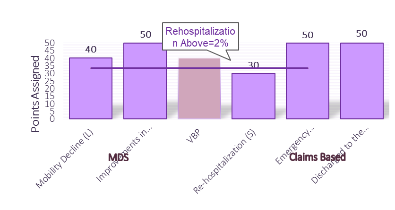 Rehospitalizatio
n Above=2%
50
40
30
50
50
Points Assigned
50
45
40
35
30
25
20
15
10
5
0
Mobility Decline (L)
Improvements in...
VBP
Re-hospitalization (S)
Emergency...
Discharged to the...
MDS
Claims Based